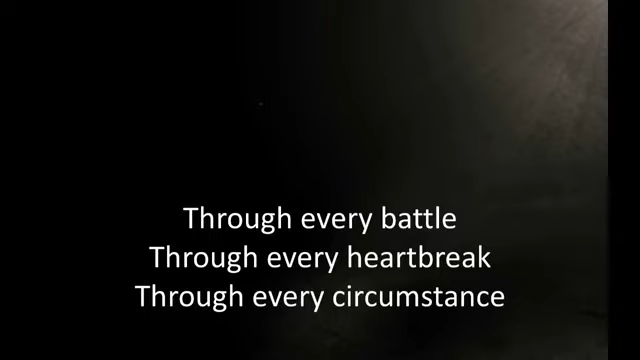 Through every battle
Through every heartbreak
Through every circumstance